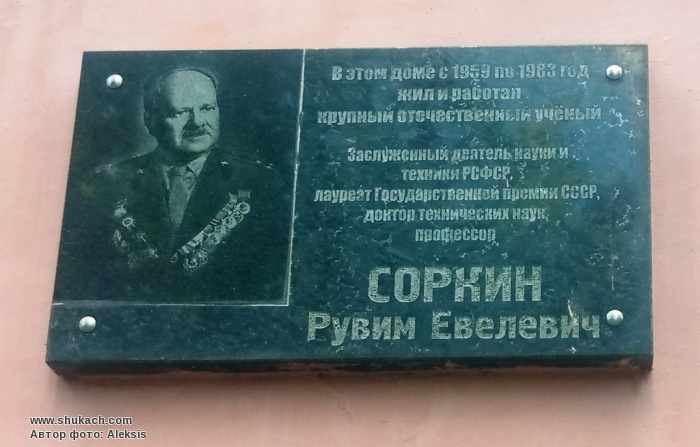 В этом доме с 1959 по 1983 год
жил и работал
крупный отечественный учёный
Заслуженный деятель науки и
техники РСФСР,
лауреат Государственной премии СССР,
доктор технических наук,
профессор
СОРКИН
Рувим Евелевич
www.shukach.com
Автор фото: Aleksis